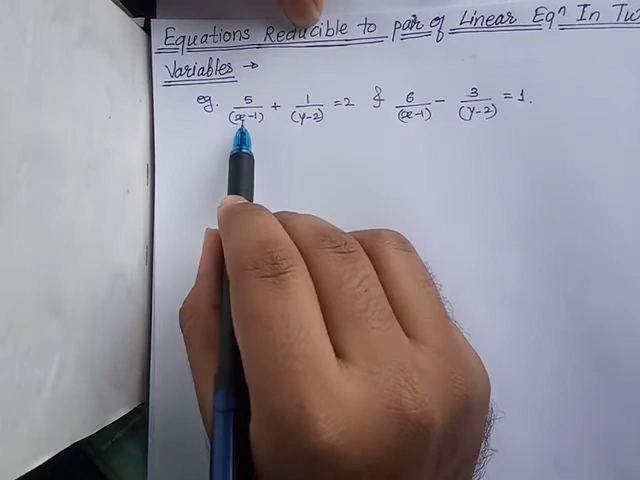 Equations Reducible to pair of Linear Eqⁿ In Tw
Variables →
eg. 5/(x-1) + 1/(y-2) = 2 & 6/(x-1) - 3/(y-2) = 1.